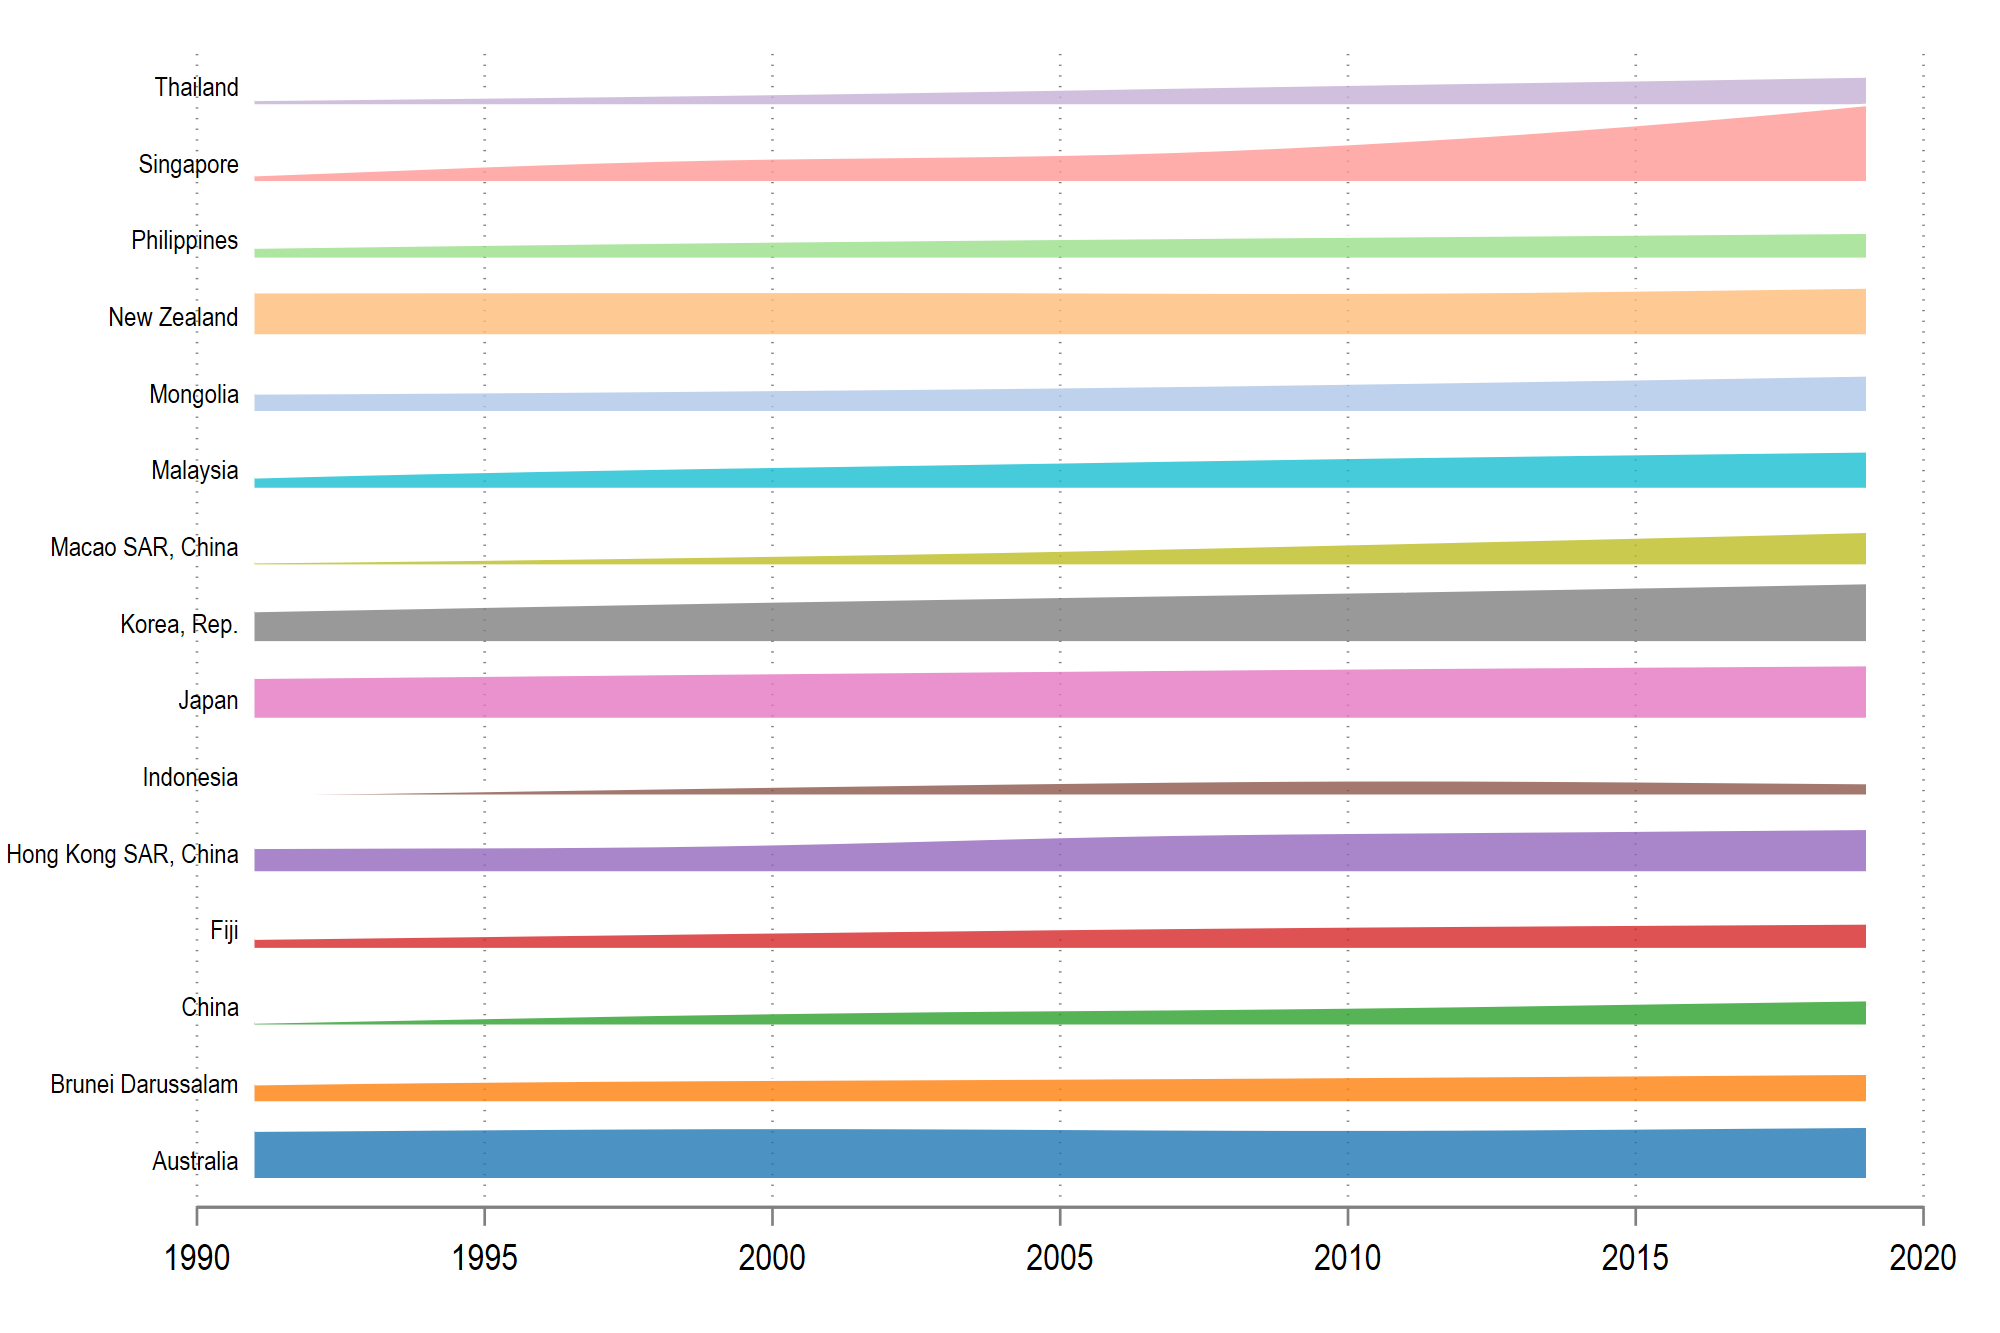 Thailand
Singapore
Philippines
New Zealand
Mongolia
Malaysia
Macao SAR, China
Korea, Rep.
Japan
Indonesia
Hong Kong SAR, China
Fiji
China
Brunei Darussalam
Australia
1990 1995 2000 2005 2010 2015 2020